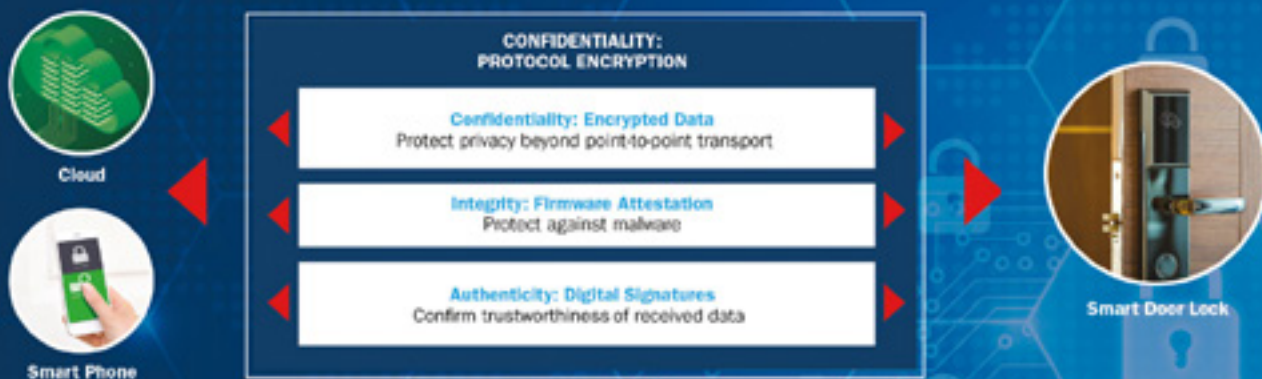 CONFIDENTIALITY:
PROTOCOL ENCRYPTION
Confidentiality: Encrypted Data
Protect privacy beyond point-to-point transport
Integrity: Firmware Attestation
Protect against malware
Authenticity: Digital Signatures
Confirm trustworthiness of received data
Cloud
Smart Phone
Smart Door Lock